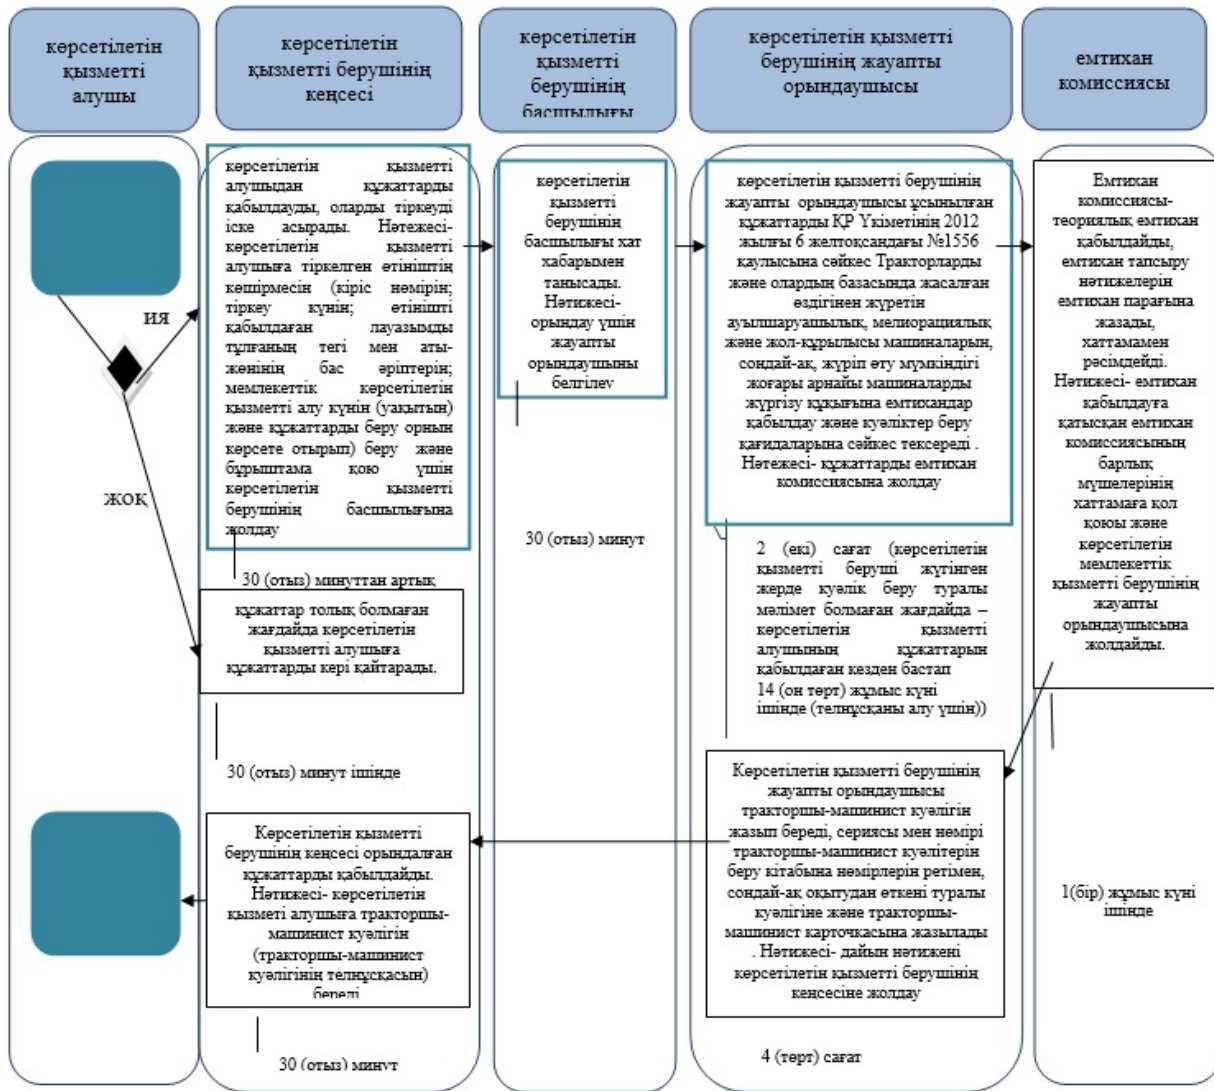 көрсетілетін
қызметті
алушы
көрсетілетін
қызметті берушінің
кеңсесі
көрсетілетін
қызметті
берушінің
басшылығы
көрсетілетін қызметті
берушінің жауапты
орындаушысы
емтихан
комиссиясы
ИЯ
ЖОҚ
көрсетілетін қызметті
алушыдан құжаттарды
қабылдауды, оларды тіркеуді
іске асырады. Нәтежесі-
көрсетілетін қызметті
алушыға тіркелген өтініштің
көшірмесін (кіріс нөмірін;
тіркеу күнін; өтінішті
қабылдаған лауазымды
тұлғаның тегі мен аты-
жөнінің бас әріптерін;
мемлекеттік көрсетілетін
қызметті алу күнін (уақытын)
және құжаттарды беру орнын
көрсете отырып) беру және
бұрыштама қою үшін
көрсетілетін қызметті
берушінің басшылығына
жолдау
30 (отыз) минуттан артық
құжаттар толық болмаған
жағдайда көрсетілетін
қызметті алушыға
құжаттарды кері қайтарады.
30 (отыз) минут ішінде
Көрсетілетін қызметті
берушінің кеңсесі орындалған
құжаттарды қабылдайды.
Нәтижесі- көрсетілетін
қызметі алушыға тракторшы-
машинист куәлігін
(тракторшы-машинист
куәлігінің телнұсқасын)
береді
30 (отыз) минут
көрсетілетін
қызметті
берушінің
басшылығы хат
хабарымен
танысады.
Нәтижесі-
орындау үшін
жауапты
орындаушыны
белгілеу
30 (отыз) минут
көрсетілетін қызметті берушінің
жауапты орындаушысы ұсынылған
құжаттарды ҚР Үкіметінің 2012
жылғы 6 желтоқсандағы №1556
қаулысына сәйкес Тракторларды
және олардың базасында жасалған
өздігінен жүретін
ауылшаруашылық, мелиорациялық
және жол-құрылысы машиналарын,
сондай-ақ, жүріп өту мүмкіндігі
жоғары арнайы машиналарды
жүргізу құқығына емтихандар
қабылдау және куәліктер беру
қағидаларына сәйкес тексереді .
Нәтежесі- құжаттарды емтихан
комиссиясына жолдау
2 (екі) сағат (көрсетілетін
қызметті беруші жүгінген
жерде куәлік беру туралы
мәлімет болмаған жағдайда –
көрсетілетін қызметті
алушының құжаттарын
қабылдаған кезден бастап
14 (он төрт) жұмыс күні
ішінде (телнұсқаны алу үшін))
Көрсетілетін қызметті берушінің
жауапты орындаушысы
тракторшы-машинист куәлігін
жазып береді, сериясы мен нөмірі
тракторшы-машинист куәлітерін
беру кітабына нөмірлерін ретімен,
сондай-ақ оқытудан өткені туралы
куәлігіне және тракторшы-
машинист карточкасына жазылады
. Нәтижесі- дайын нәтижені
көрсетілетін қызметті берушінің
кеңсесіне жолдау
4 (төрт) сағат
Емтихан
комиссиясы-
теориялық емтихан
қабылдайды,
емтихан тапсыру
нәтижелерін
емтихан парағына
жазады,
хаттамамен
рәсімдейді.
Нәтижесі- емтихан
қабылдауға
қатысқан емтихан
комиссиясының
барлық
мүшелерінің
хаттамаға қол
қоюы және
көрсетілетін
мемлекеттік
қызметті берушінің
жауапты
орындаушысына
жолдайды.
1(бір) жұмыс күні
ішінде